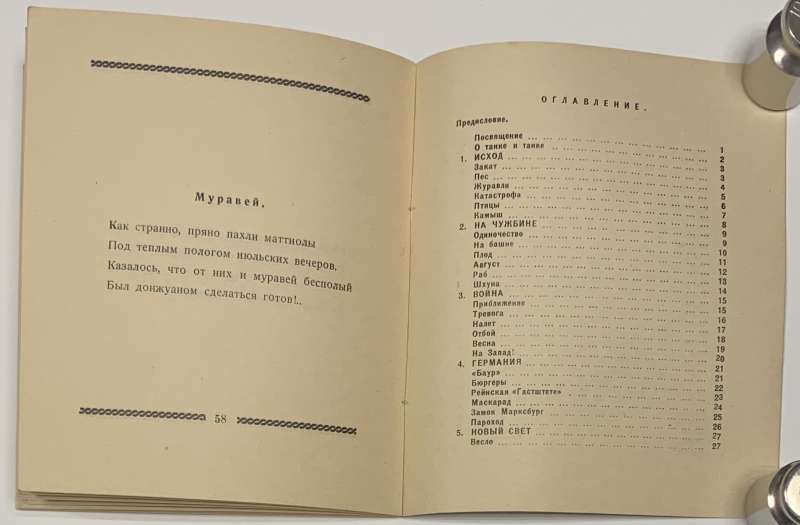 Муравей.
Как странно, пряно пахли маттиолы
Под теплым пологом июльских вечеров.
Казалось, что от них и муравей бесполый
Был донжуаном сделаться готов!..
58
ОГЛАВЛЕНИЕ.
Предисловие.
Посвящение ... 1
О танке и танке ... 2
1. ИСХОД ... 3
Закат ... 3
Пес ... 4
Журавли ... 5
Катастрофа ... 6
Птицы ... 7
Камыш ... 8
2. НА ЧУЖБИНЕ ... 9
Одиночество ... 9
На башне ... 10
Плод ... 11
Август ... 12
Раб ... 13
Шхуна ... 14
3. ВОЙНА ... 15
Приближение ... 15
Тревога ... 16
Налет ... 17
Отбой ... 18
Весна ... 19
На Запад! ... 20
4. ГЕРМАНИЯ ... 21
«Баур» ... 21
Бюргеры ... 22
Рейнская «Гастштете» ... 23
Маскарад ... 24
Замок Марксбург ... 25
Пароход ... 26
5. НОВЫЙ СВЕТ ... 27
Весло ... 27